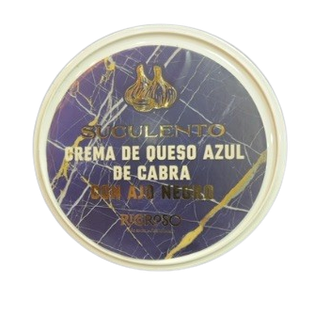 SUCULENTO
CREMA DE QUESO AZUL
DE CABRA
CON AJO NEGRO